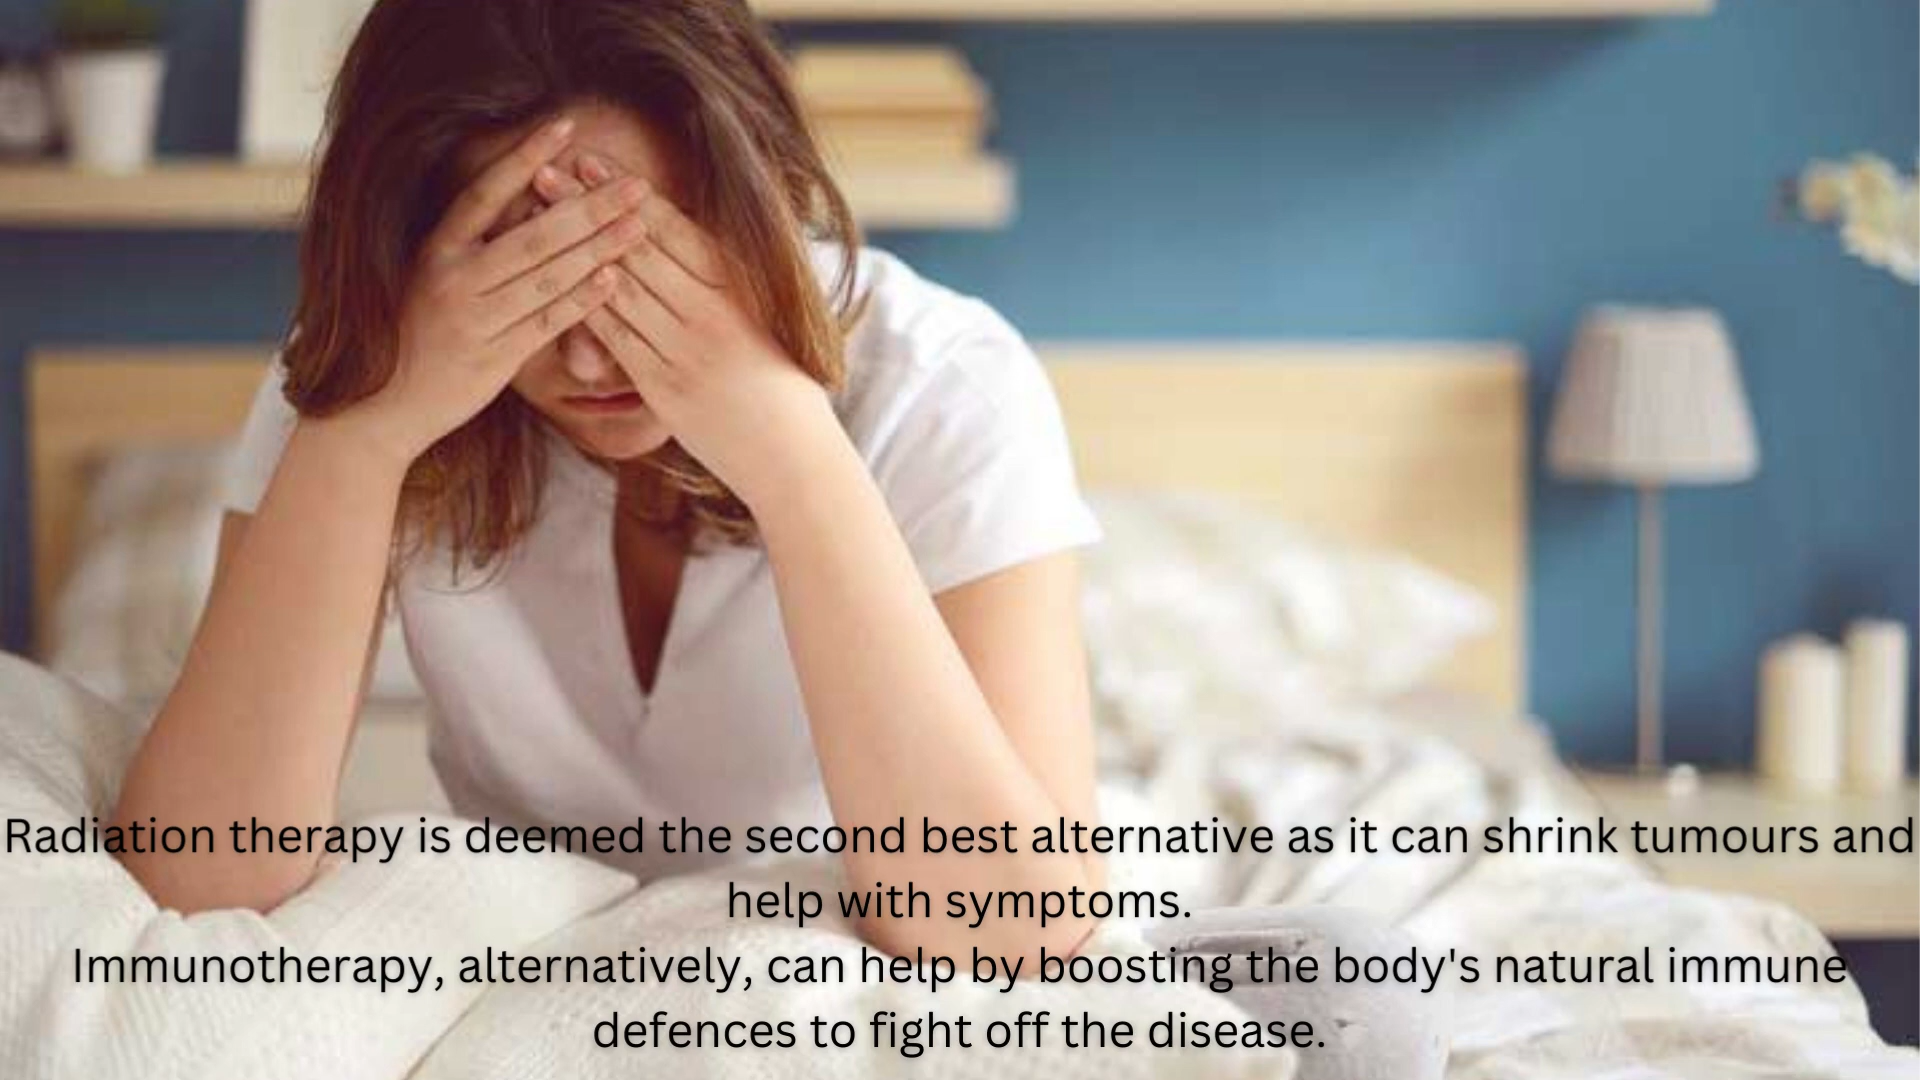 Radiation therapy is deemed the second best alternative as it can shrink tumours and
help with symptoms.
Immunotherapy, alternatively, can help by boosting the body's natural immune
defences to fight off the disease.